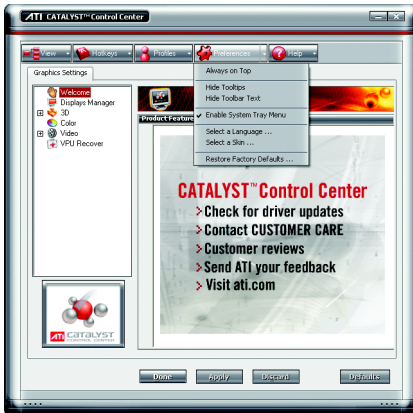 ATI CATALYST™ Control Center
View Hotkeys Profiles Preferences Help
Graphics Settings
Welcome
Displays Manager
3D
Color
Video
VPU Recover
Always on Top
Hide Tooltips
Hide Toolbar Text
Enable System Tray Menu
Select a Language ...
Select a Skin ...
Restore Factory Defaults ...
Product Feature
CATALYST™ Control Center
Check for driver updates
Contact CUSTOMER CARE
Customer reviews
Send ATI your feedback
Visit ati.com
ATI CATALYST
CONTROL CENTER
Done Apply Discard Defaults